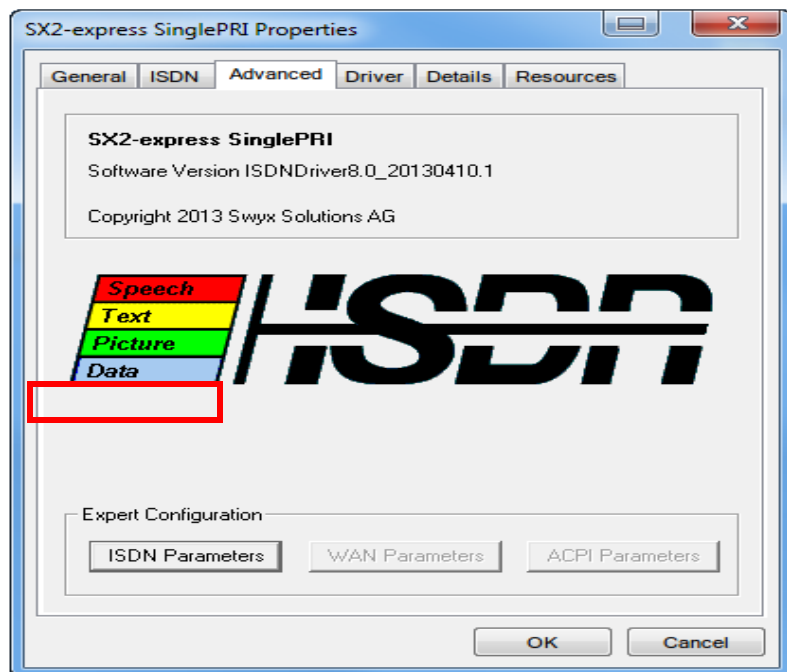 SX2-express SinglePRI Properties
General ISDN Advanced Driver Details Resources
SX2-express SinglePRI
Software Version ISDNDriver8.0_20130410.1
Copyright 2013 Swyx Solutions AG
Speech
Text
Picture
Data
ISDN
Expert Configuration
ISDN Parameters WAN Parameters ACPI Parameters
OK Cancel